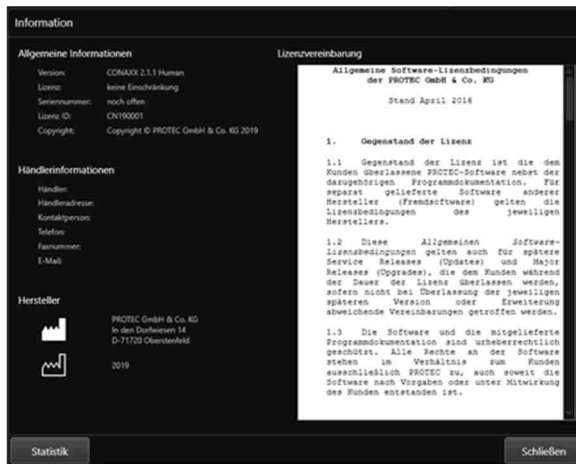 Information
Allgemeine Informationen
Version: CONAXX 2.1.1 Human
Lizenz: keine Einschränkung
Seriennummer: noch offen
Lizenz ID: CN190001
Copyright: Copyright © PROTEC GmbH & Co. KG 2019
Händlerinformationen
Händler:
Händleradresse:
Kontaktperson:
Telefon:
Faxnummer:
E-Mail:
Hersteller
PROTEC GmbH & Co. KG
In den Dorfwiesen 14
D-71720 Oberstenfeld
2019
Lizenzvereinbarung
Allgemeine Software-Lizenzbedingungen
der PROTEC GmbH & Co. KG
Stand April 2016
1. Gegenstand der Lizenz
1.1 Gegenstand der Lizenz ist die dem
Kunden überlassene PROTEC-Software nebst der
dazugehörigen Programmdokumentation. Für
separat gelieferte Software anderer
Hersteller (Fremdsoftware) gelten die
Lizenzbedingungen des jeweiligen
Herstellers.
1.2 Diese Allgemeinen Software-
Lizenzbedingungen gelten auch für spätere
Service Releases (Updates) und Major
Releases (Upgrades), die dem Kunden während
der Dauer der Lizenz überlassen werden,
sofern nicht bei Überlassung der jeweiligen
späteren Version oder Erweiterung
abweichende Vereinbarungen getroffen werden.
1.3 Die Software und die mitgelieferte
Programmdokumentation sind urheberrechtlich
geschützt. Alle Rechte an der Software
stehen im Verhältnis zum Kunden
ausschließlich PROTEC zu, auch soweit die
Software nach Vorgaben oder unter Mitwirkung
des Kunden entstanden ist.
Statistik
Schließen